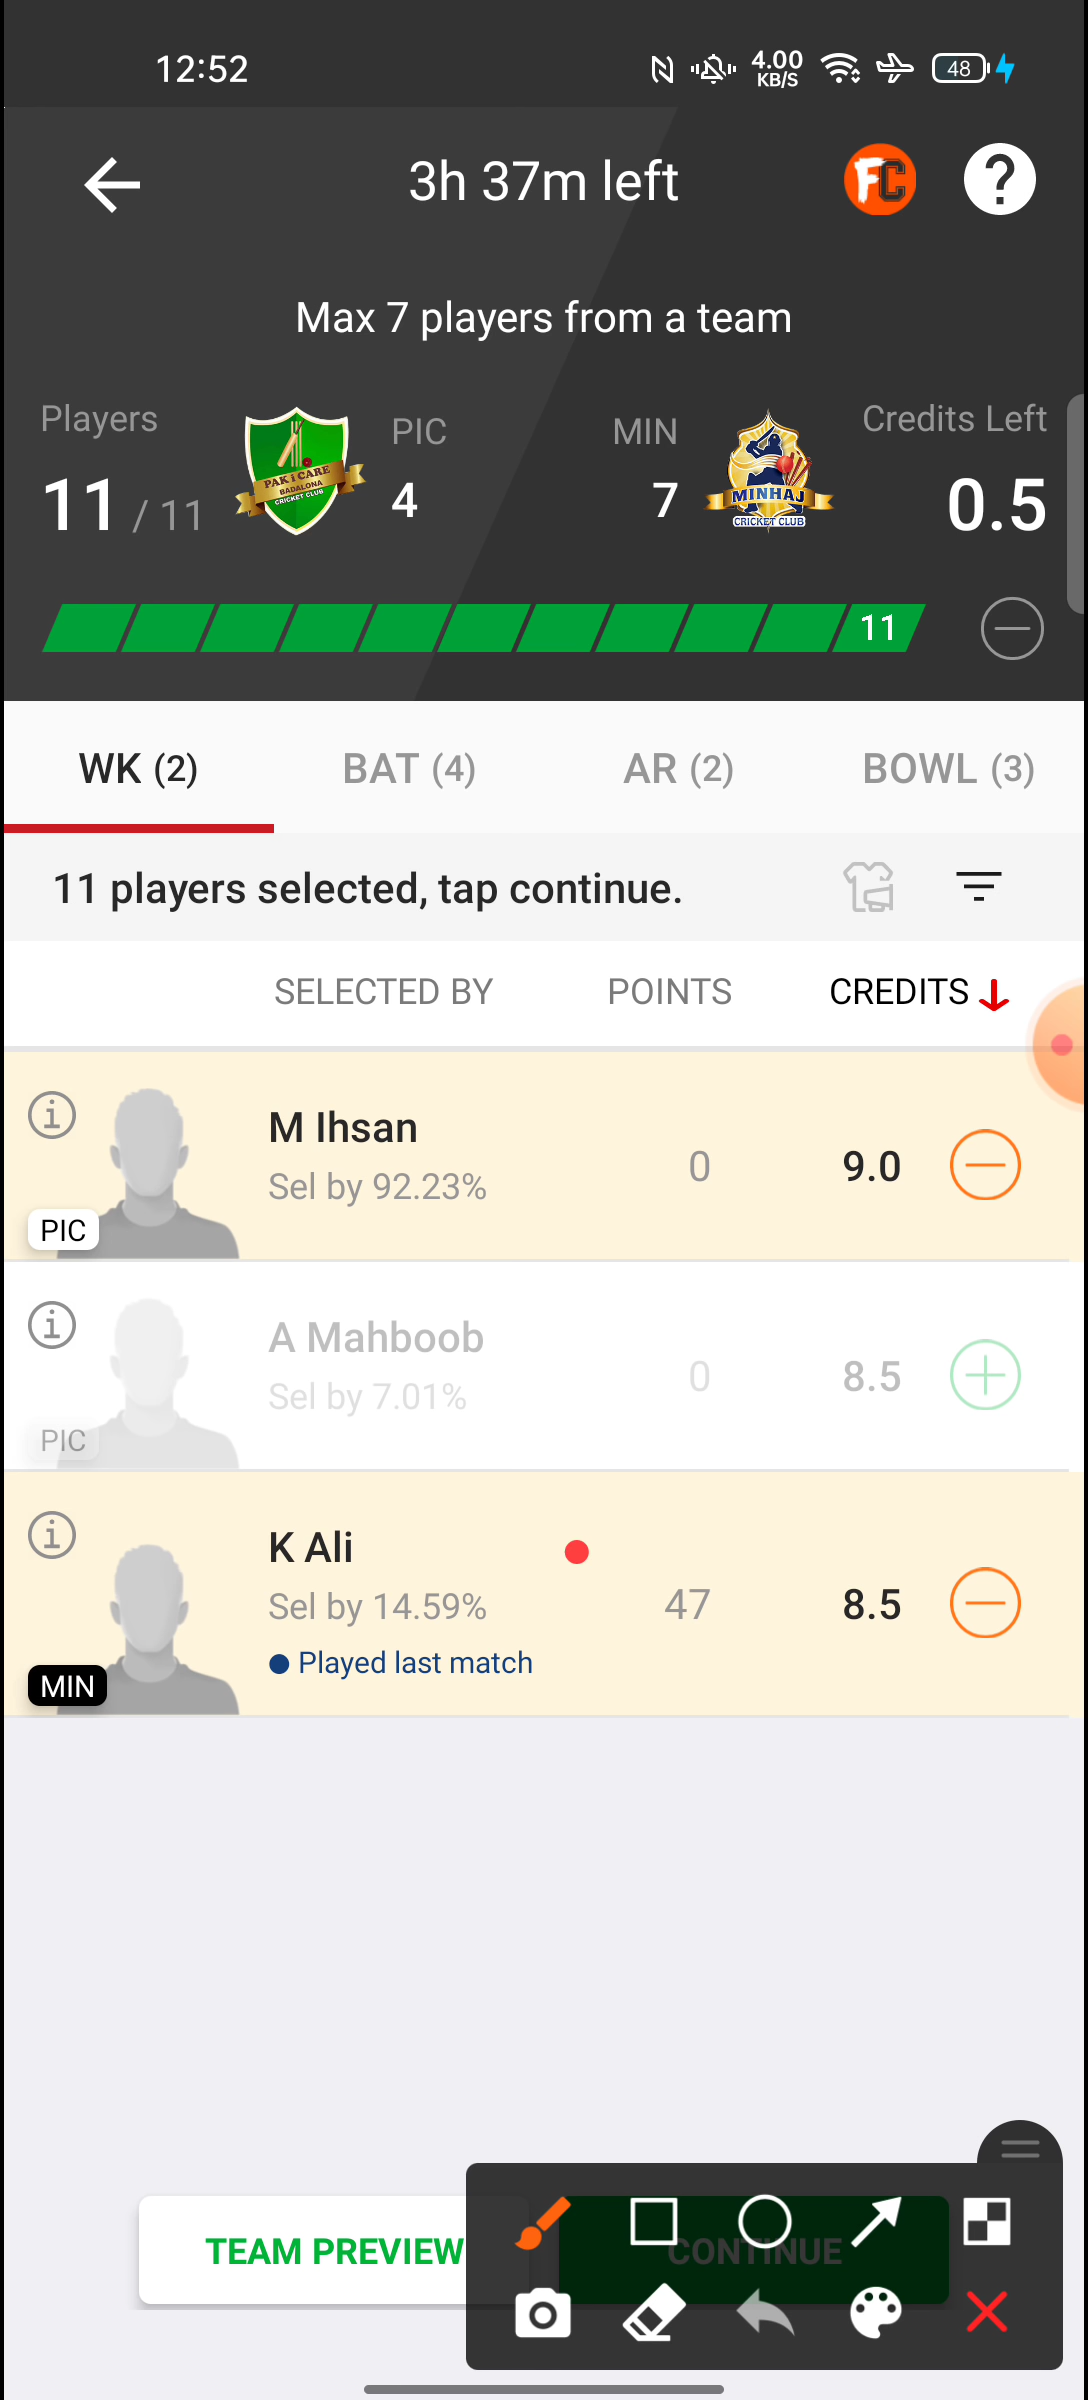 12:52
4.00
KB/S
48
3h 37m left
FC
Max 7 players from a team
Players
PIC
MIN
Credits Left
11 / 11
PAK I CARE
BADALONA
CRICKET CLUB
4
7
MINHAJ
CRICKET CLUB
0.5
11
WK (2)
BAT (4)
AR (2)
BOWL (3)
11 players selected, tap continue.
SELECTED BY
POINTS
CREDITS
M Ihsan
Sel by 92.23%
0
9.0
PIC
A Mahboob
Sel by 7.01%
0
8.5
PIC
K Ali
Sel by 14.59%
47
8.5
Played last match
MIN
TEAM PREVIEW
CONTINUE